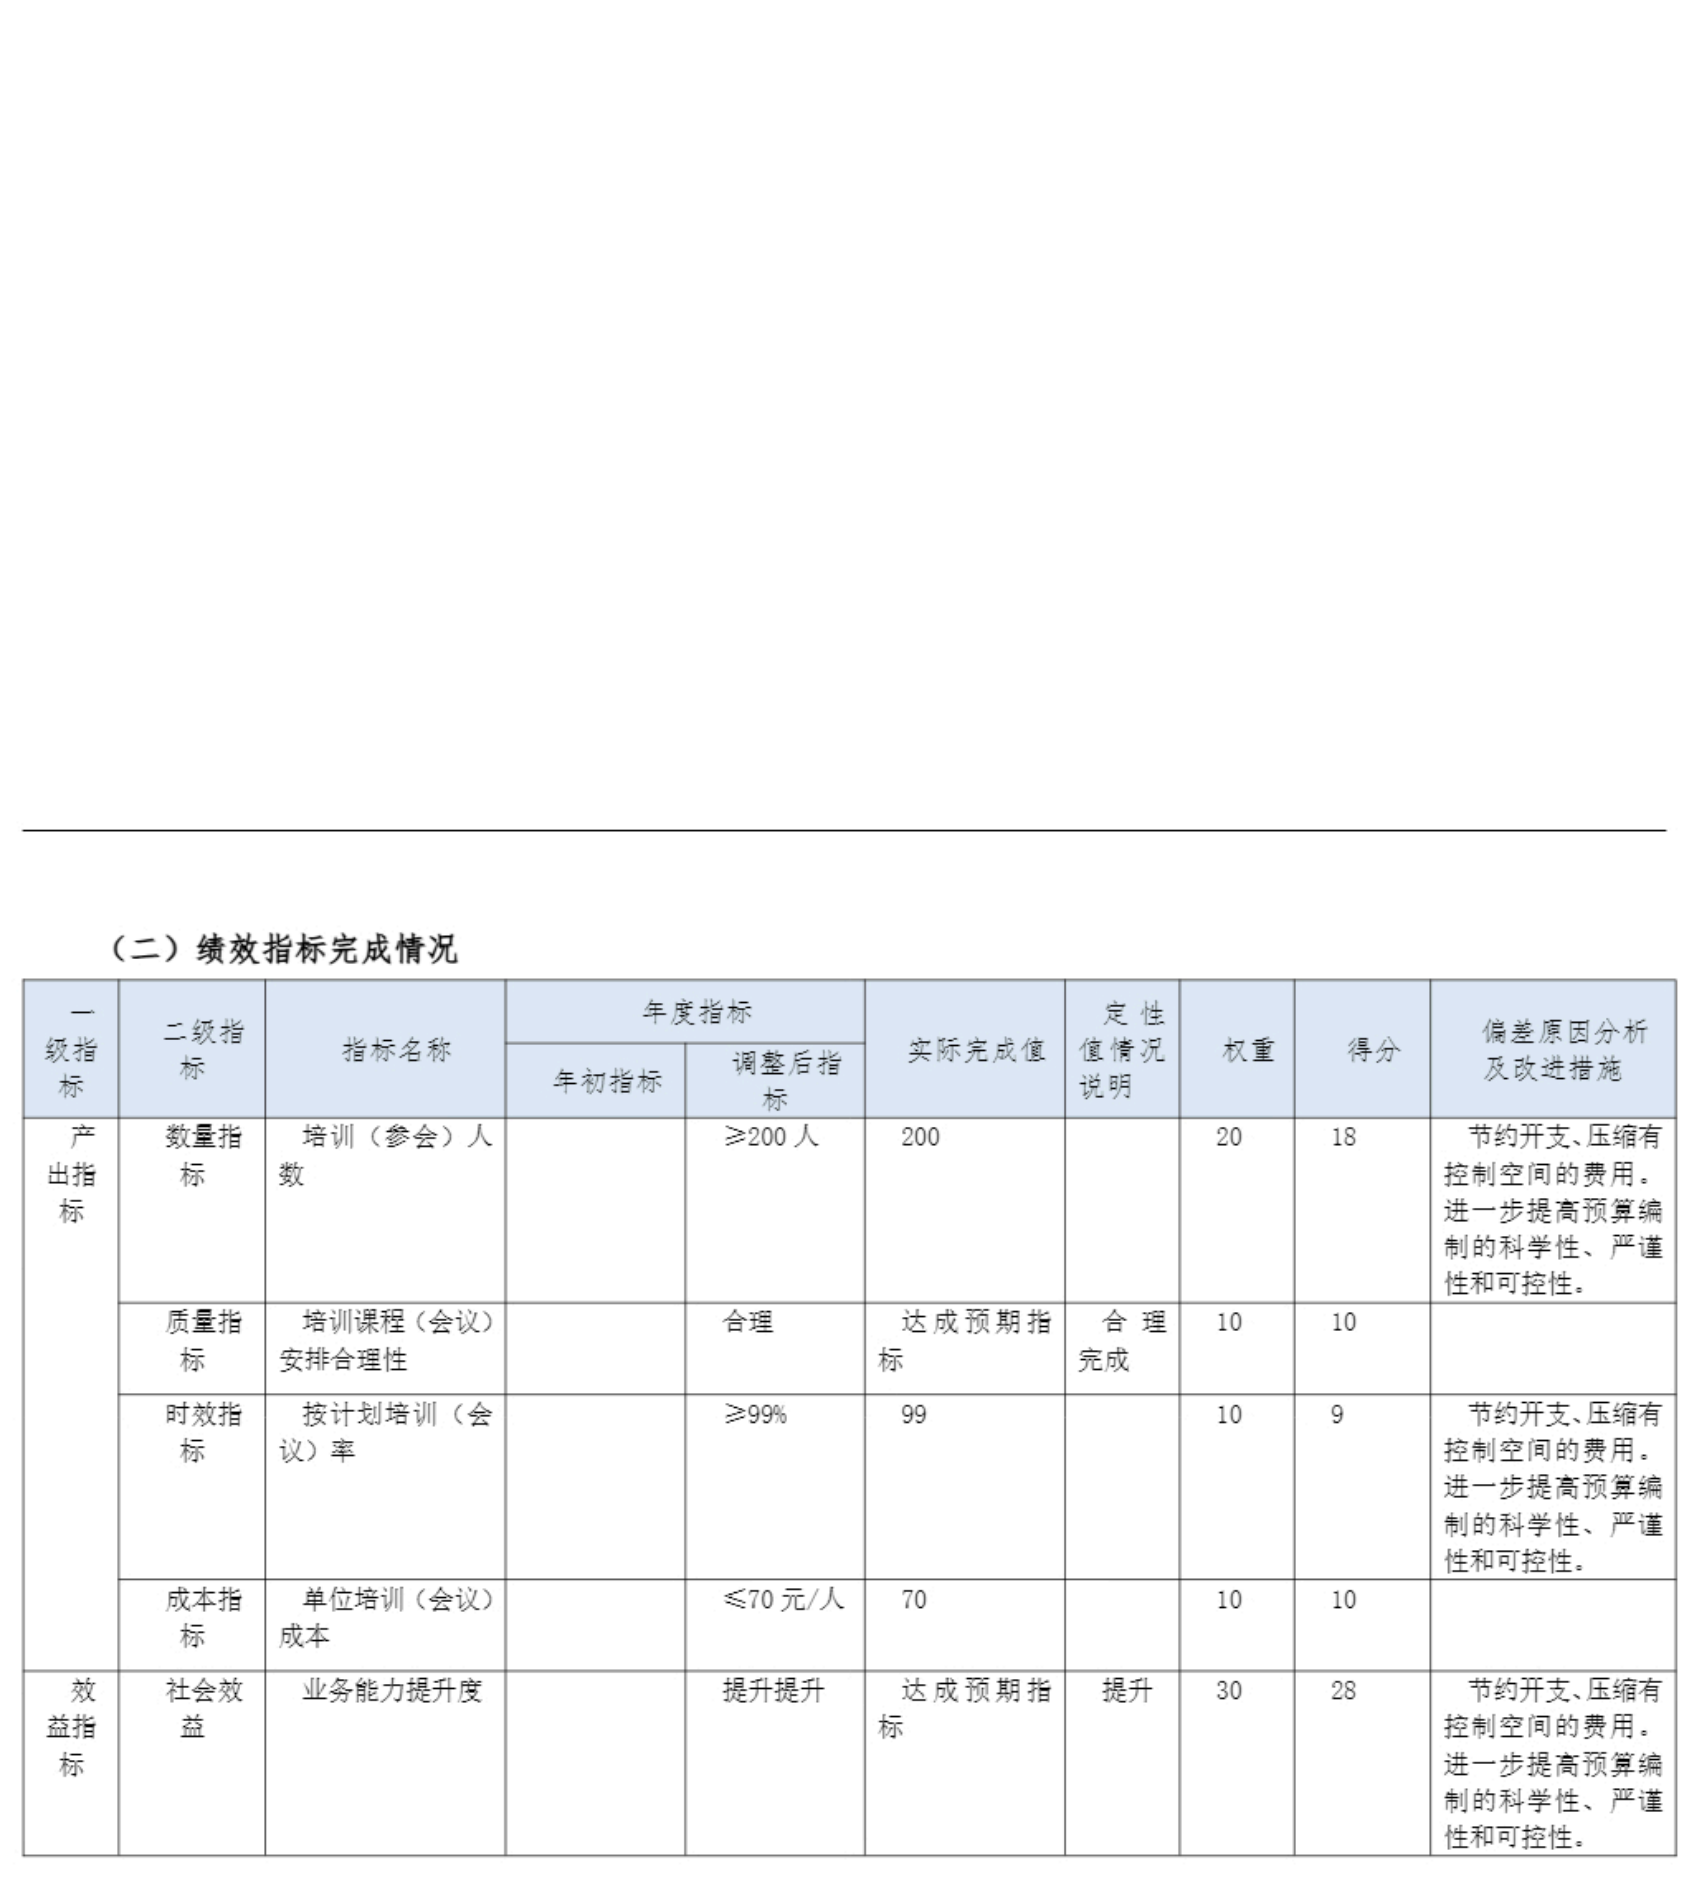 （二）绩效指标完成情况
一级指标 二级指标 指标名称 年度指标 实际完成值 定性值情况说明 权重 得分 偏差原因分析及改进措施
年初指标 调整后指标
产出指标 数量指标 培训（参会）人数 ≥200 人 200 20 18 节约开支、压缩有控制空间的费用。进一步提高预算编制的科学性、严谨性和可控性。
质量指标 培训课程（会议）安排合理性 合理 达成预期指标 合理完成 10 10
时效指标 按计划培训（会议）率 ≥99% 99 10 9 节约开支、压缩有控制空间的费用。进一步提高预算编制的科学性、严谨性和可控性。
成本指标 单位培训（会议）成本 ≤70 元/人 70 10 10
效益指标 社会效益 业务能力提升度 提升提升 达成预期指标 提升 30 28 节约开支、压缩有控制空间的费用。进一步提高预算编制的科学性、严谨性和可控性。